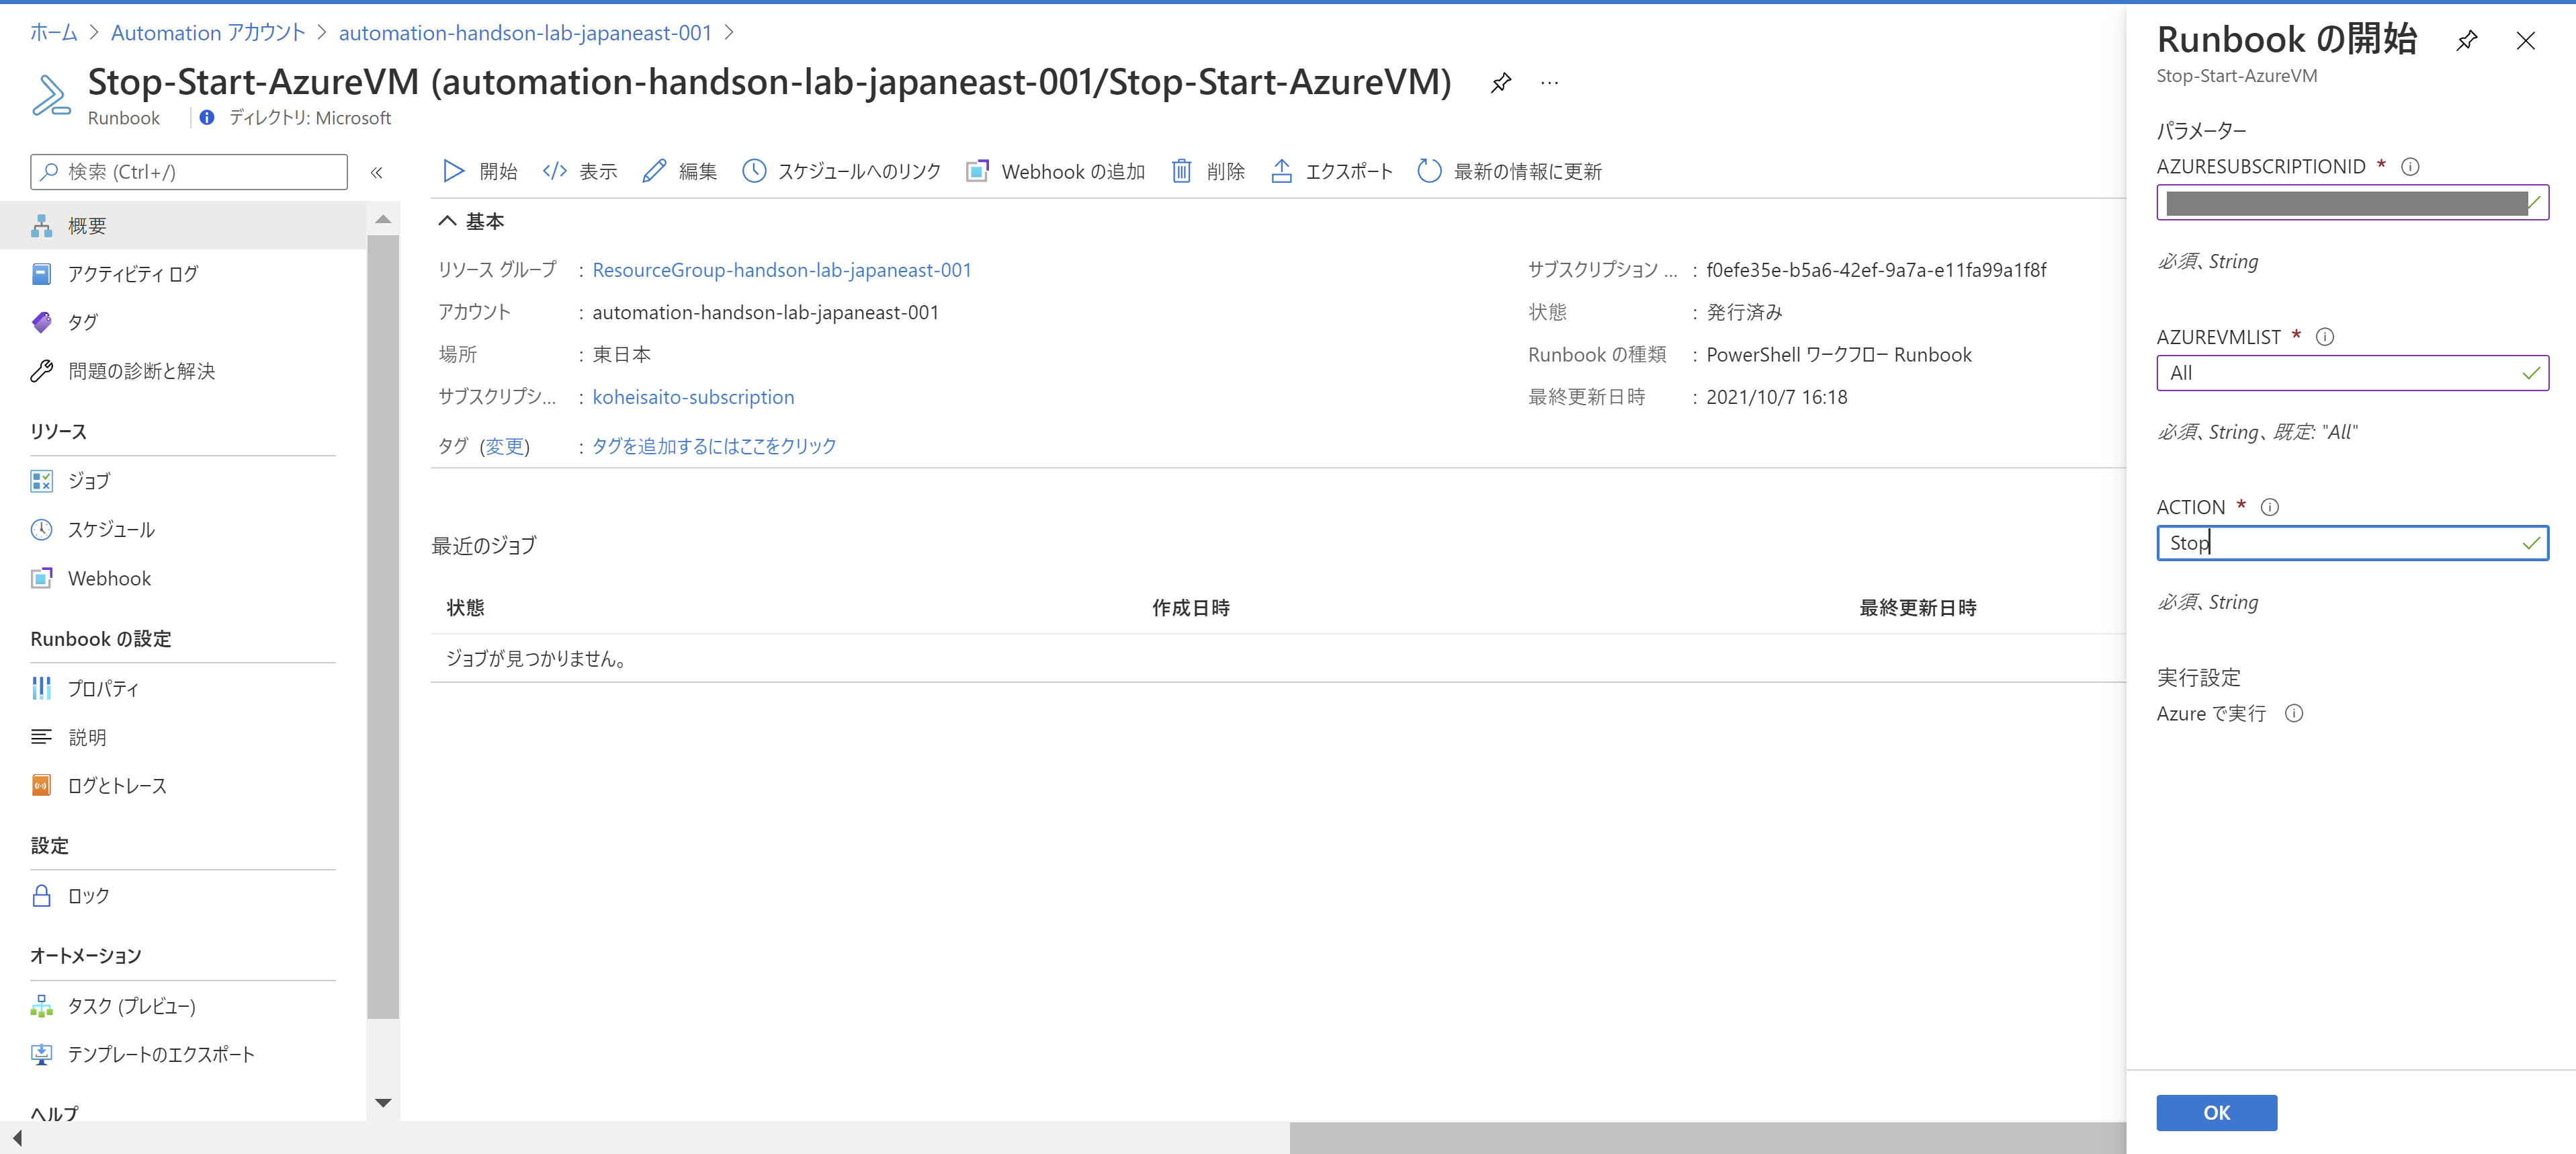 ホーム > Automation アカウント > automation-handson-lab-japaneast-001 >
Stop-Start-AzureVM (automation-handson-lab-japaneast-001/Stop-Start-AzureVM) ...
Runbook ディレクトリ: Microsoft
検索 (Ctrl+/) «
概要
アクティビティ ログ
タグ
問題の診断と解決
リソース
ジョブ
スケジュール
Webhook
Runbook の設定
プロパティ
説明
ログとトレース
設定
ロック
オートメーション
タスク (プレビュー)
テンプレートのエクスポート
ヘルプ
開始 表示 編集 スケジュールへのリンク Webhook の追加 削除 エクスポート 最新の情報に更新
基本
リソース グループ : ResourceGroup-handson-lab-japaneast-001
アカウント : automation-handson-lab-japaneast-001
場所 : 東日本
サブスクリプシ... : koheisaito-subscription
タグ (変更) : タグを追加するにはここをクリック
サブスクリプション ... : f0efe35e-b5a6-42ef-9a7a-e11fa99a1f8f
状態 : 発行済み
Runbook の種類 : PowerShell ワークフロー Runbook
最終更新日時 : 2021/10/7 16:18
最近のジョブ
状態 作成日時 最終更新日時
ジョブが見つかりません。
Runbook の開始
Stop-Start-AzureVM
パラメーター
AZURESUBSCRIPTIONID *
必須、String
AZUREVMLIST *
All
必須、String、既定: "All"
ACTION *
Stop
必須、String
実行設定
Azure で実行
OK